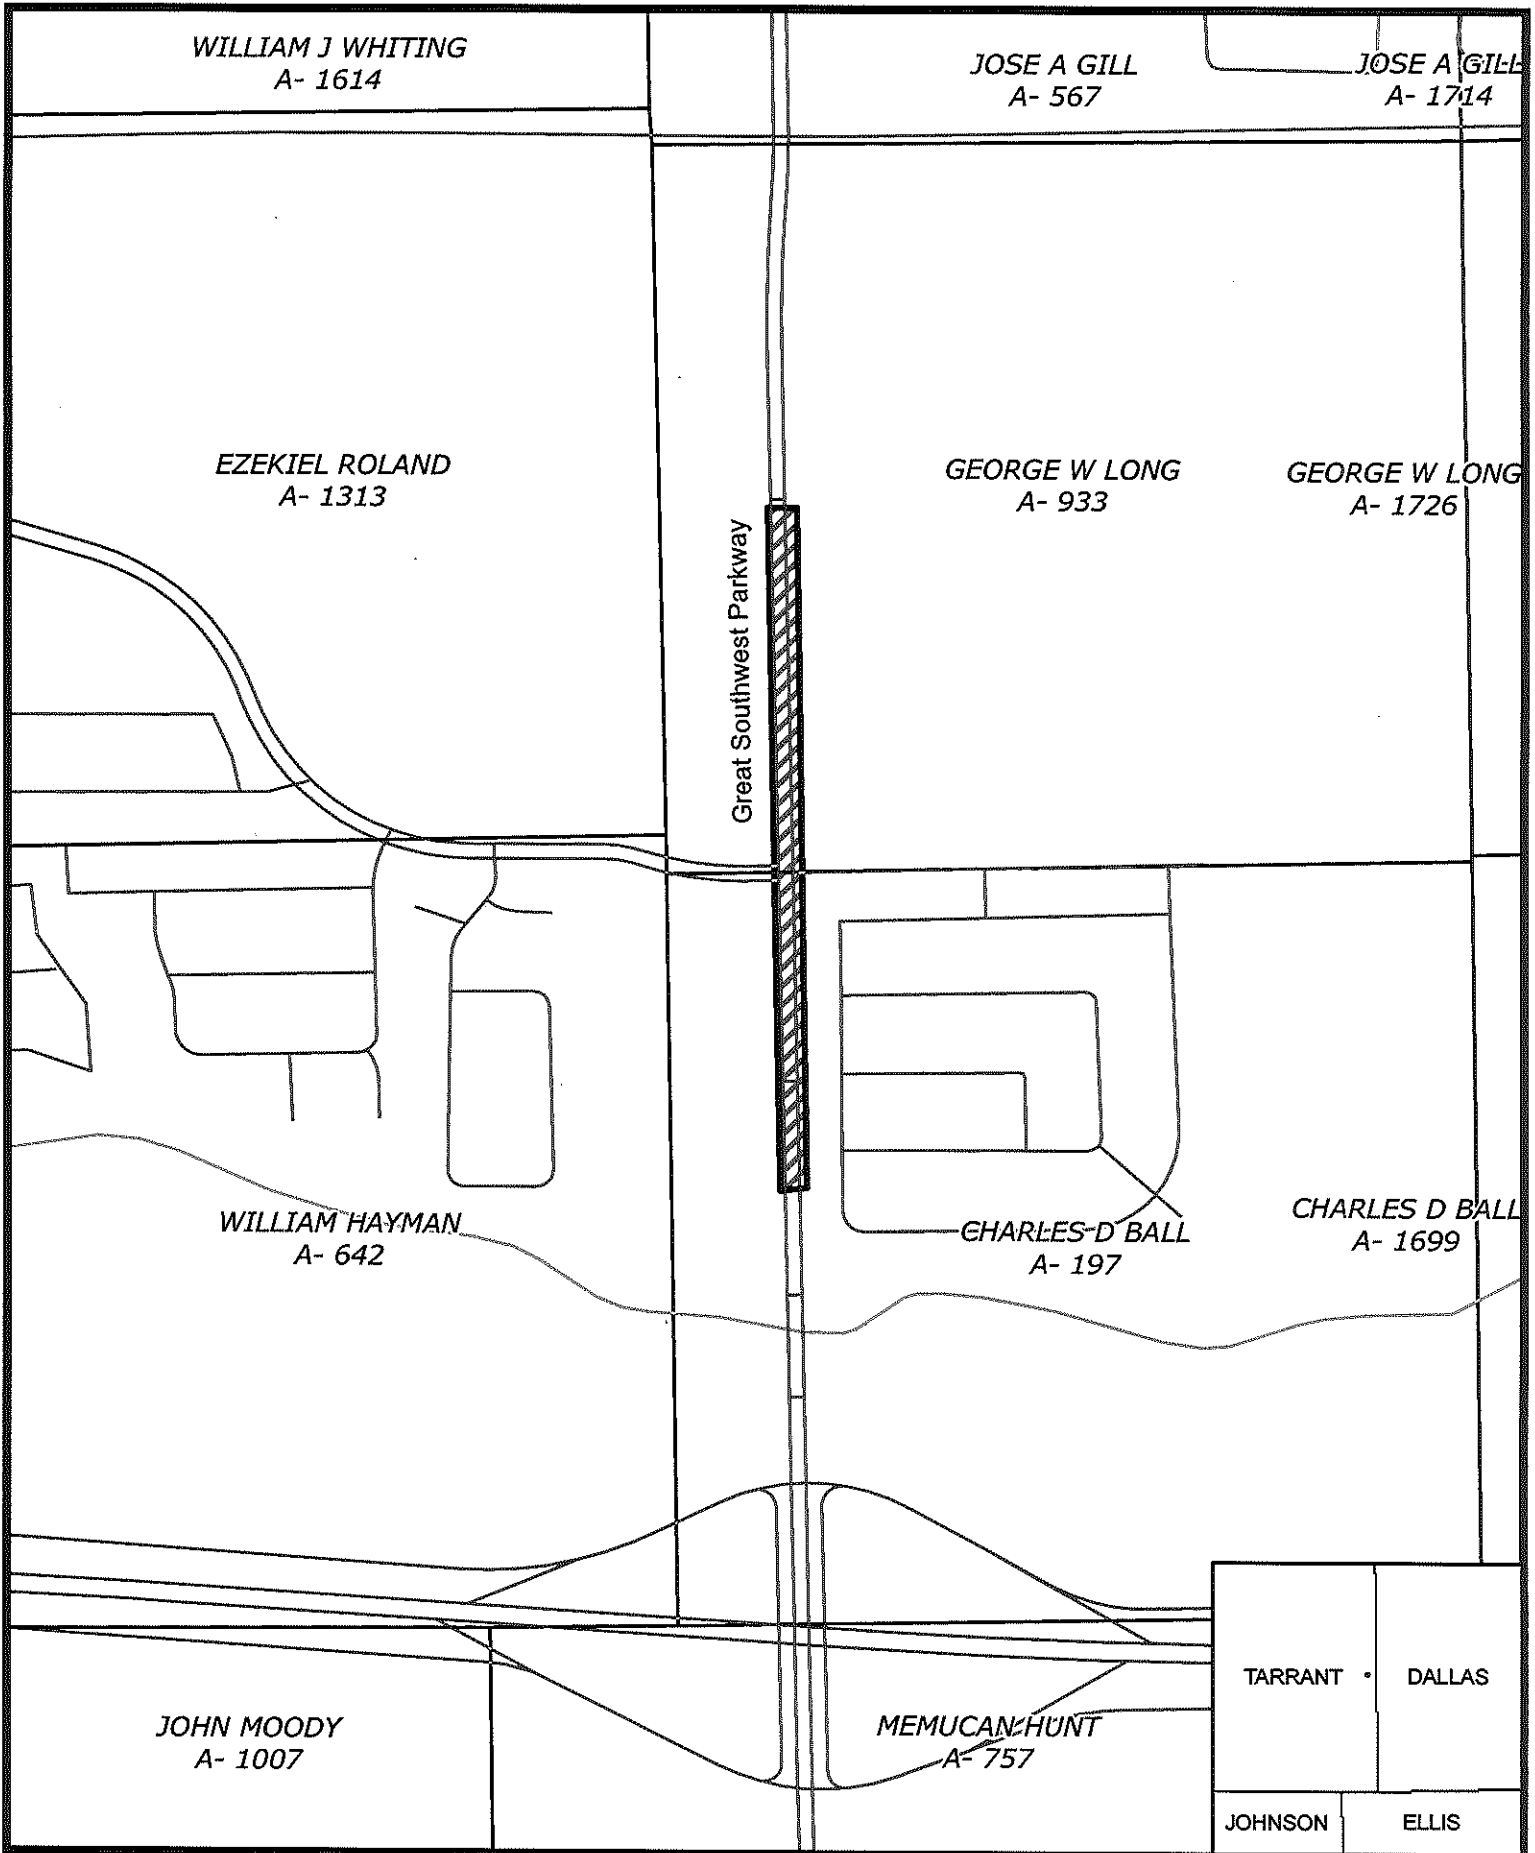 WILLIAM J WHITING
A- 1614
JOSE A GILL
A- 567
JOSE A GILL
A- 1714
EZEKIEL ROLAND
A- 1313
GEORGE W LONG
A- 933
GEORGE W LONG
A- 1726
Great Southwest Parkway
WILLIAM HAYMAN
A- 642
CHARLES D BALL
A- 197
CHARLES D BALL
A- 1699
JOHN MOODY
A- 1007
MEMUCAN HUNT
A- 757
TARRANT
DALLAS
JOHNSON
ELLIS